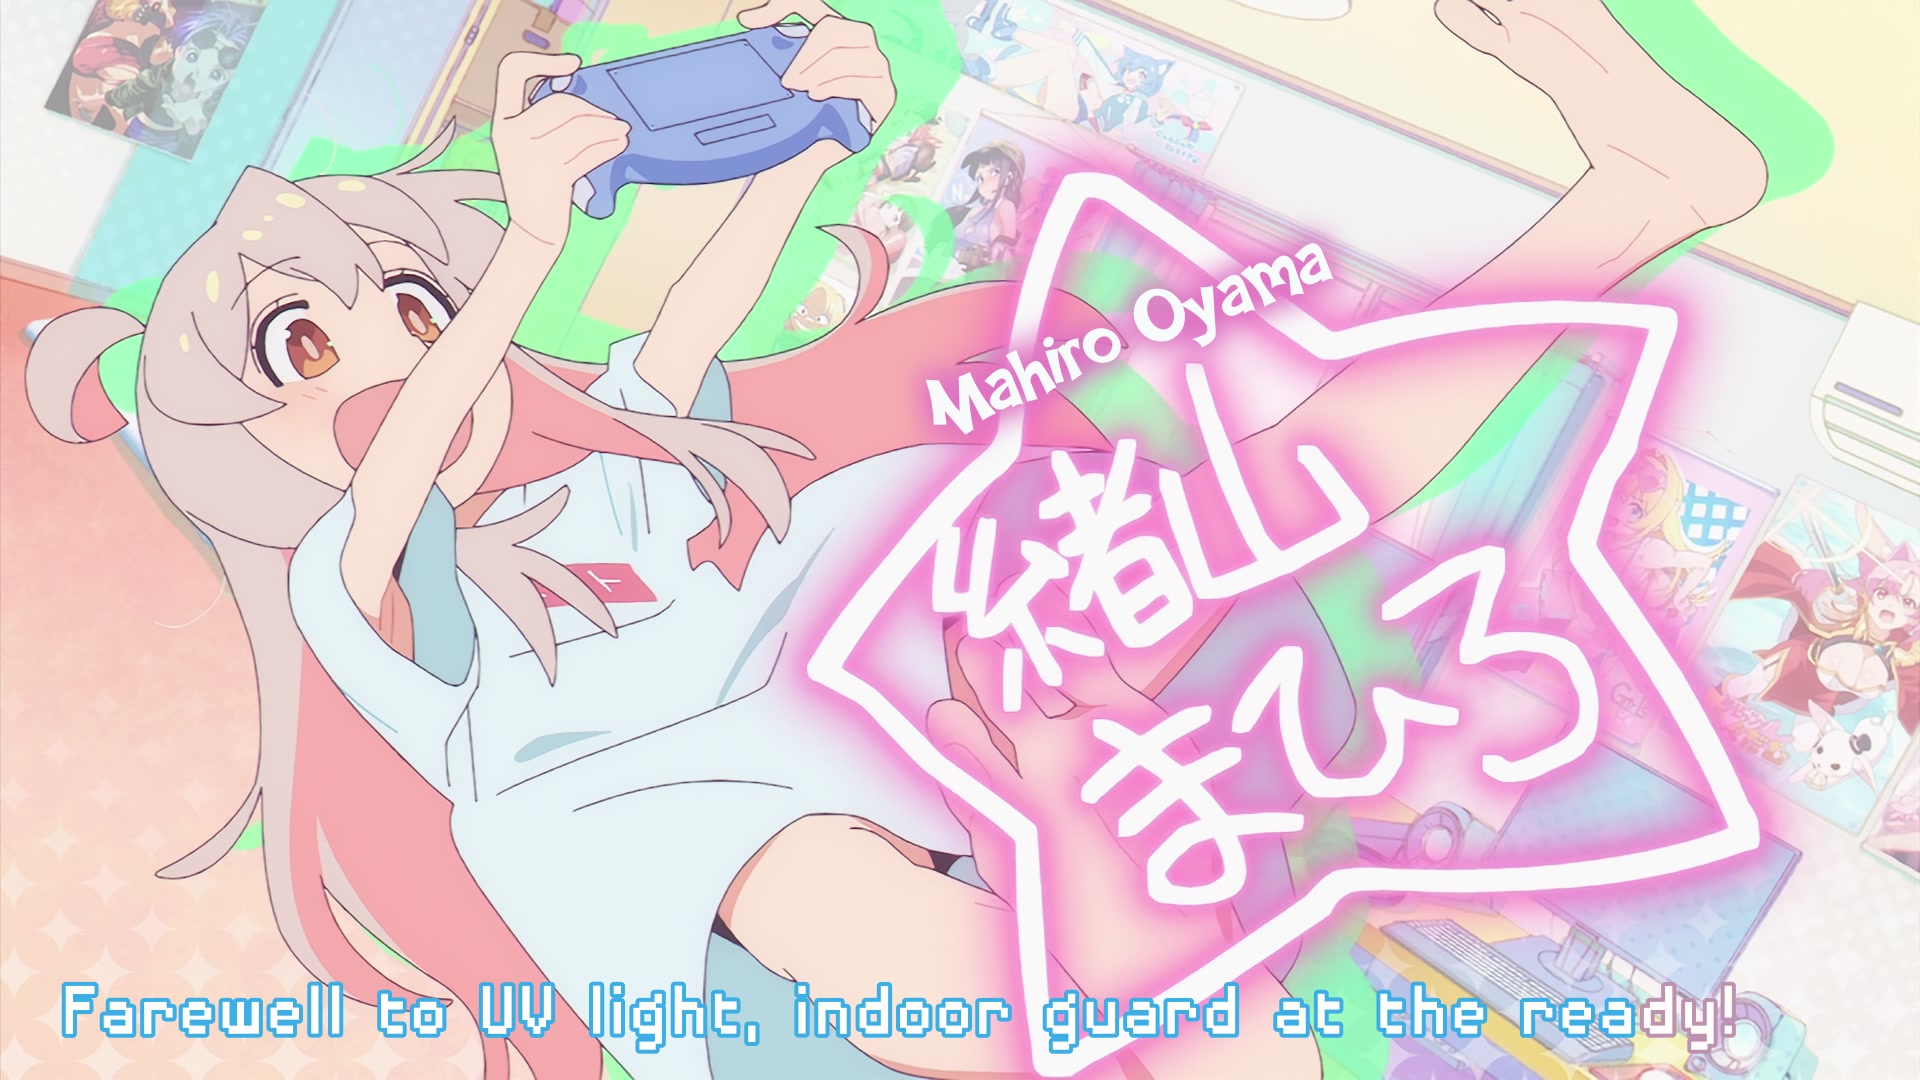 Mahiro Oyama
緒山
まひろ
Farewell to UV light, indoor guard at the ready!